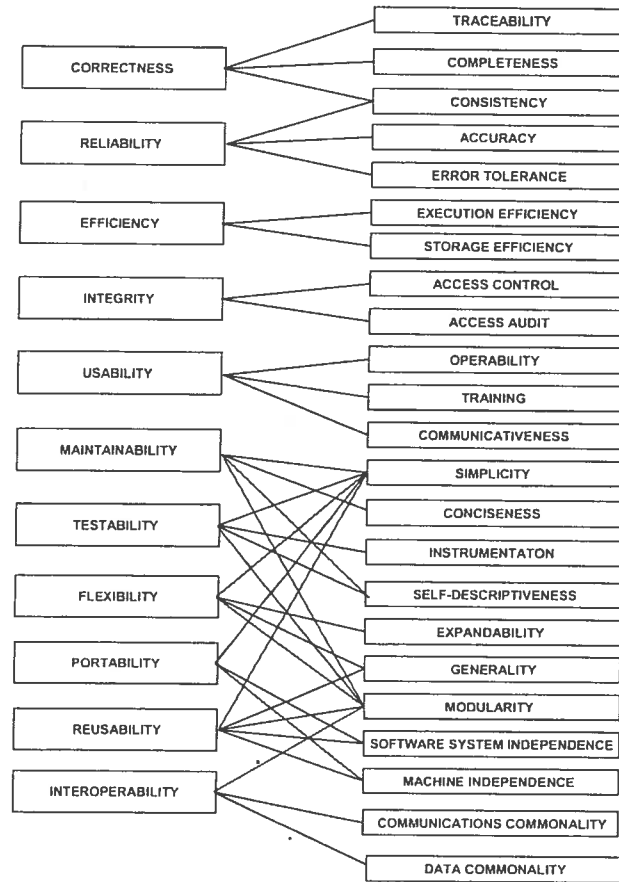 CORRECTNESS
RELIABILITY
EFFICIENCY
INTEGRITY
USABILITY
MAINTAINABILITY
TESTABILITY
FLEXIBILITY
PORTABILITY
REUSABILITY
INTEROPERABILITY
TRACEABILITY
COMPLETENESS
CONSISTENCY
ACCURACY
ERROR TOLERANCE
EXECUTION EFFICIENCY
STORAGE EFFICIENCY
ACCESS CONTROL
ACCESS AUDIT
OPERABILITY
TRAINING
COMMUNICATIVENESS
SIMPLICITY
CONCISENESS
INSTRUMENTATON
SELF-DESCRIPTIVENESS
EXPANDABILITY
GENERALITY
MODULARITY
SOFTWARE SYSTEM INDEPENDENCE
MACHINE INDEPENDENCE
COMMUNICATIONS COMMONALITY
DATA COMMONALITY